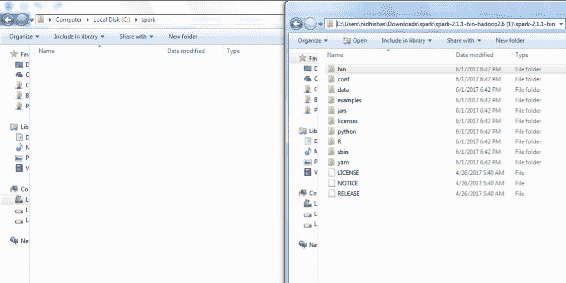 Computer ▸ Local Disk (C:) ▸ spark
Organize Include in library Share with New folder
Name Date modified Type
Fav
D
C
B
P
Libr
D
M
P
V
Co
L
L
L
Ne
C:\Users\nidhishas\Downloads\spark\spark-2.1.1-bin-hadoop2.6 (1)\spark-2.1.1-bin
Organize Open Include in library Share with New folder
Name Date modified Type
bin 6/1/2017 6:42 PM File folder
conf 6/1/2017 6:42 PM File folder
data 6/1/2017 6:42 PM File folder
examples 6/1/2017 6:42 PM File folder
jars 6/1/2017 6:42 PM File folder
licenses 6/1/2017 6:42 PM File folder
python 6/1/2017 6:42 PM File folder
R 6/1/2017 6:42 PM File folder
sbin 6/1/2017 6:42 PM File folder
yarn 6/1/2017 6:42 PM File folder
LICENSE 4/26/2017 5:40 AM File
NOTICE 4/26/2017 5:40 AM File
RELEASE 4/26/2017 5:40 AM File
Fav
D
C
B
P
Libr
D
M
P
V
Co
L
L
L
Ne